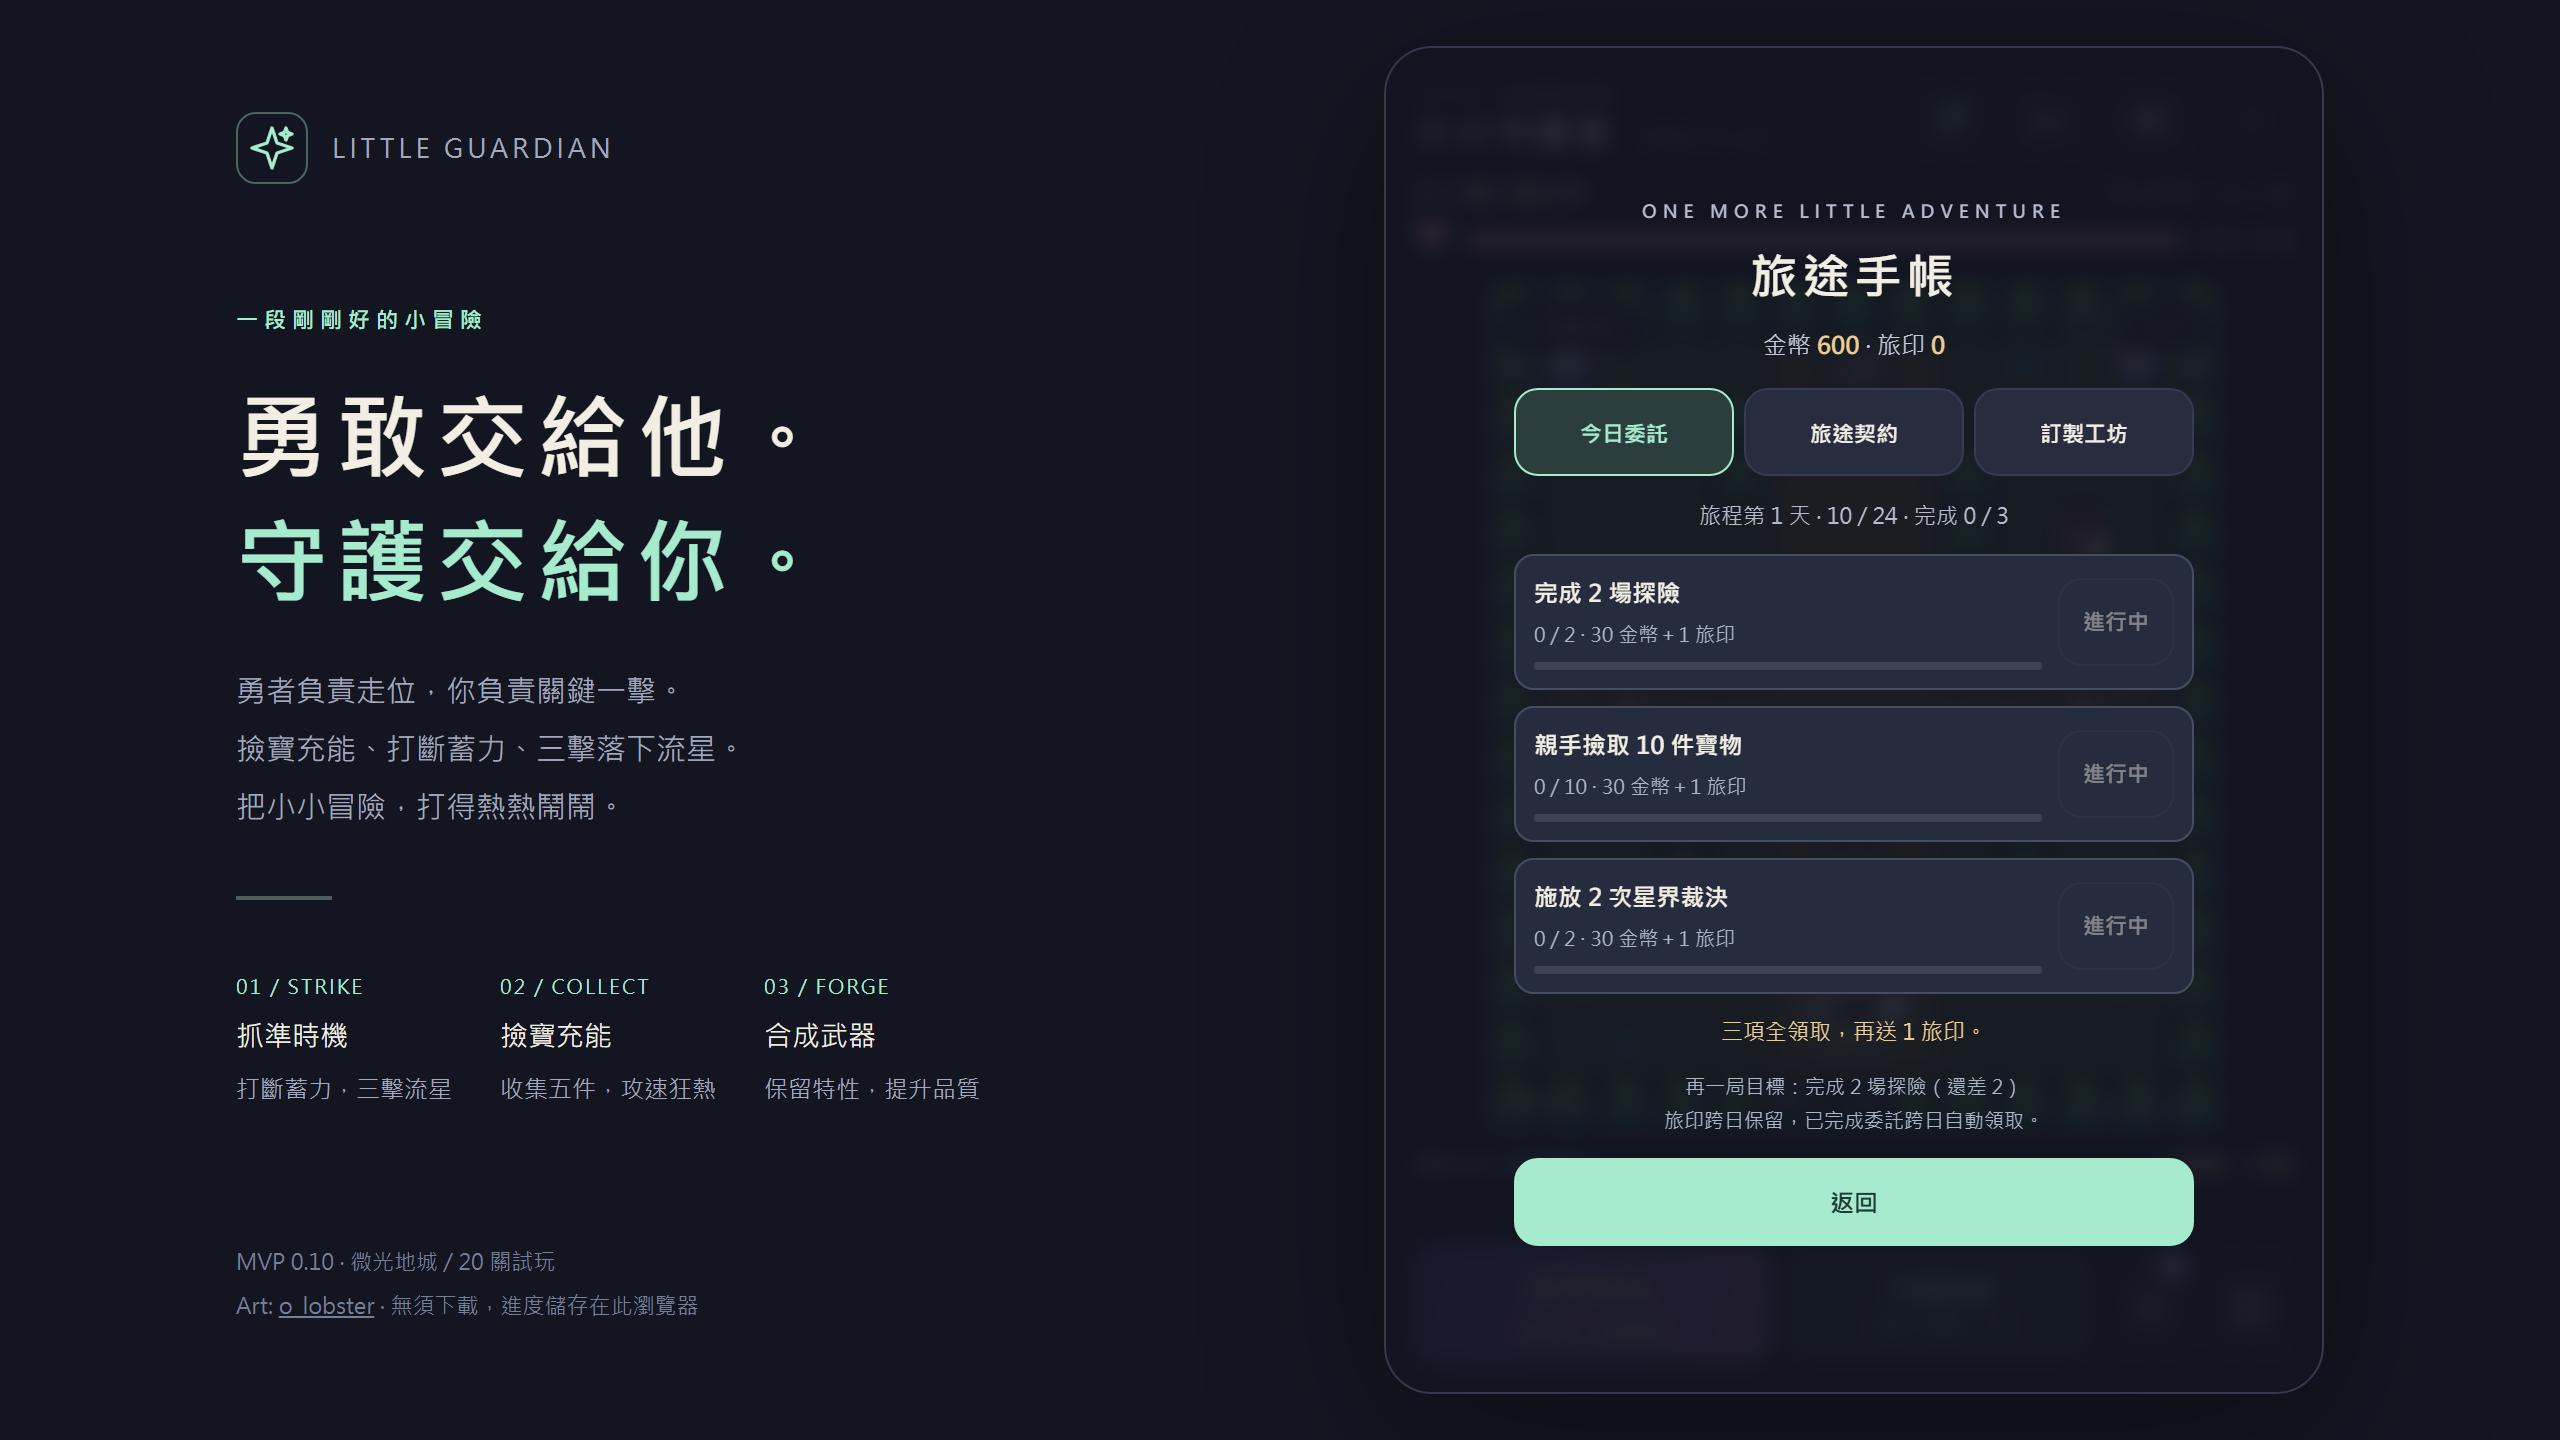 LITTLE GUARDIAN
一段剛剛好的小冒險
勇敢交給他。
守護交給你。
勇者負責走位，你負責關鍵一擊。
撿寶充能、打斷蓄力、三擊落下流星。
把小小冒險，打得熱熱鬧鬧。
01 / STRIKE
抓準時機
打斷蓄力，三擊流星
02 / COLLECT
撿寶充能
收集五件，攻速狂熱
03 / FORGE
合成武器
保留特性，提升品質
MVP 0.10 · 微光地城 / 20 關試玩
Art: o_lobster · 無須下載，進度儲存在此瀏覽器
ONE MORE LITTLE ADVENTURE
旅途手帳
金幣 600 · 旅印 0
今日委託
旅途契約
訂製工坊
旅程第 1 天 · 10 / 24 · 完成 0 / 3
完成 2 場探險
0 / 2 · 30 金幣 + 1 旅印
進行中
親手撿取 10 件寶物
0 / 10 · 30 金幣 + 1 旅印
進行中
施放 2 次星界裁決
0 / 2 · 30 金幣 + 1 旅印
進行中
三項全領取，再送 1 旅印。
再一局目標：完成 2 場探險（還差 2）
旅印跨日保留，已完成委託跨日自動領取。
返回